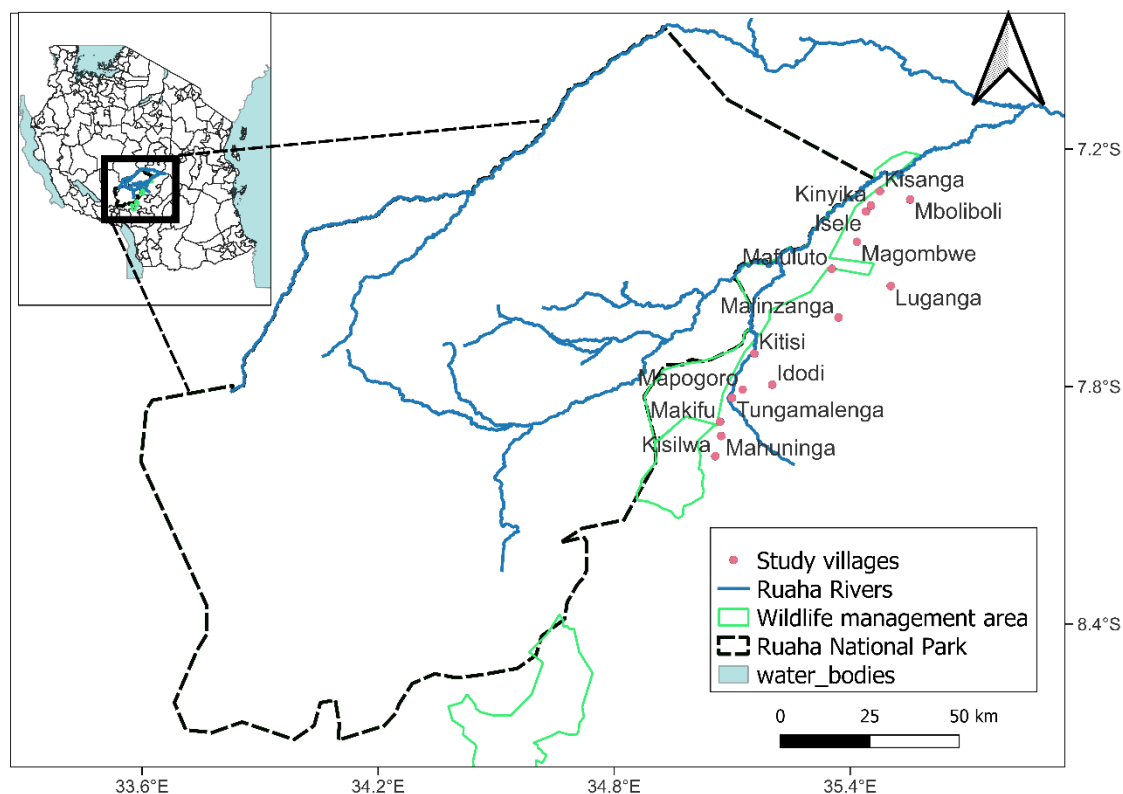 7.2°S
Kisanga
Kinyika
Mboliboli
Isele
Magombwe
Mafuluto
Luganga
Malinzanga
Kitisi
Idodi
Mapogoro
7.8°S
Makifu
Tungamalenga
Kisilwa
Mahuninga
Study villages
Ruaha Rivers
Wildlife management area
8.4°S
Ruaha National Park
water_bodies
0 25 50 km
33.6°E 34.2°E 34.8°E 35.4°E